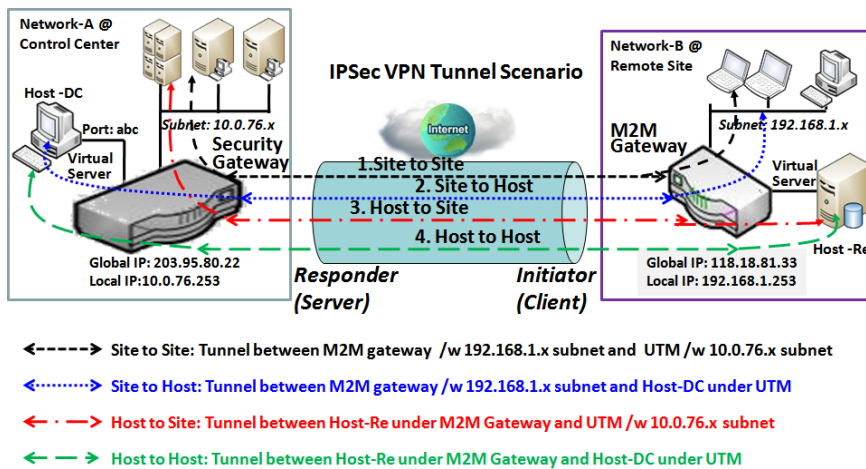 Network-A @
Control Center
Host -DC
Port: abc
Subnet: 10.0.76.x
Virtual
Server
Security
Gateway
Global IP: 203.95.80.22
Local IP:10.0.76.253
IPSec VPN Tunnel Scenario
Internet
1.Site to Site
2. Site to Host
3. Host to Site
4. Host to Host
Responder
(Server)
Initiator
(Client)
Network-B @
Remote Site
Subnet: 192.168.1.x
M2M
Gateway
Virtual
Server
Host -Re
Global IP: 118.18.81.33
Local IP: 192.168.1.253
Site to Site: Tunnel between M2M gateway /w 192.168.1.x subnet and UTM /w 10.0.76.x subnet
Site to Host: Tunnel between M2M gateway /w 192.168.1.x subnet and Host-DC under UTM
Host to Site: Tunnel between Host-Re under M2M Gateway and UTM /w 10.0.76.x subnet
Host to Host: Tunnel between Host-Re under M2M Gateway and Host-DC under UTM